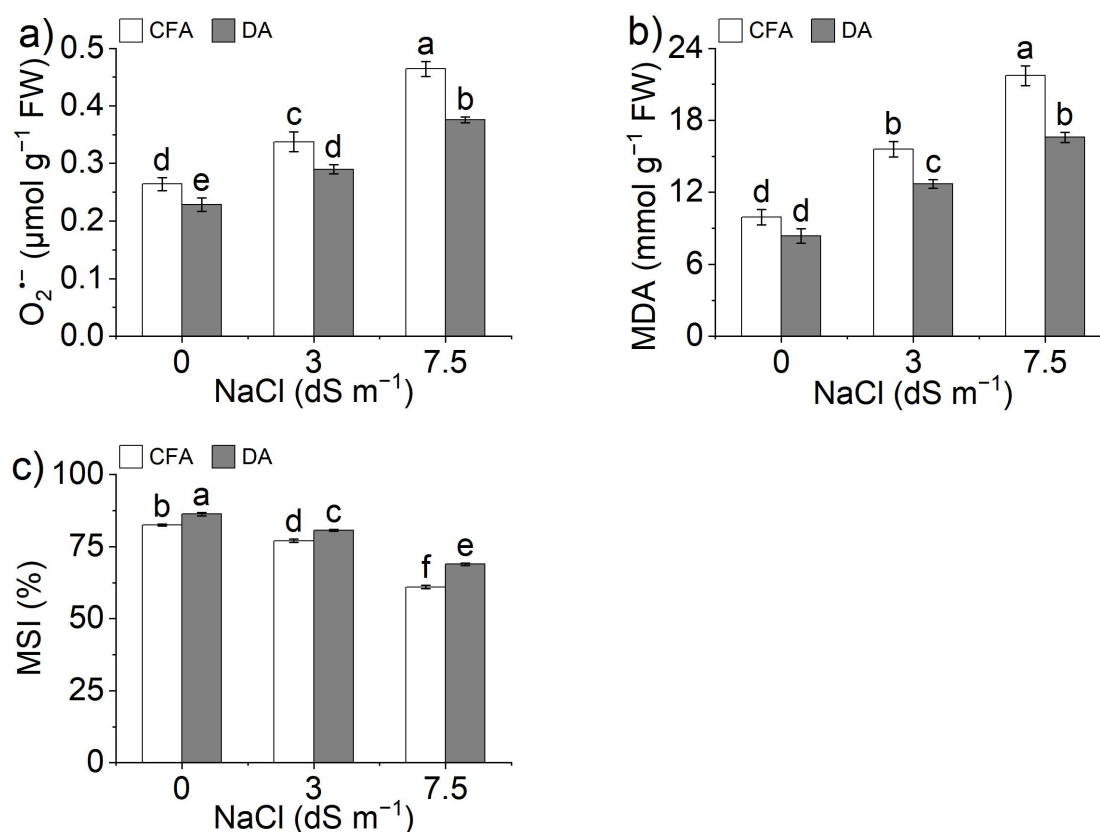 a) CFA DA
O₂•− (μmol g−1 FW)
0.5
0.4
0.3
0.2
0.1
0.0
d e c d a b
0 3 7.5
NaCl (dS m−1)
b) CFA DA
MDA (mmol g−1 FW)
24
18
12
6
0
d d b c a b
0 3 7.5
NaCl (dS m−1)
c) CFA DA
MSI (%)
100
75
50
25
0
b a d c f e
0 3 7.5
NaCl (dS m−1)